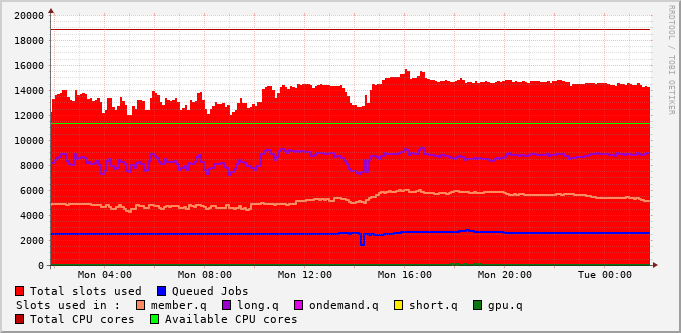 20000
18000
16000
14000
12000
10000
8000
6000
4000
2000
0
Mon 04:00 Mon 08:00 Mon 12:00 Mon 16:00 Mon 20:00 Tue 00:00
RRDTOOL / TOBI OETIKER
Total slots used Queued Jobs
Slots used in : member.q long.q ondemand.q short.q gpu.q
Total CPU cores Available CPU cores